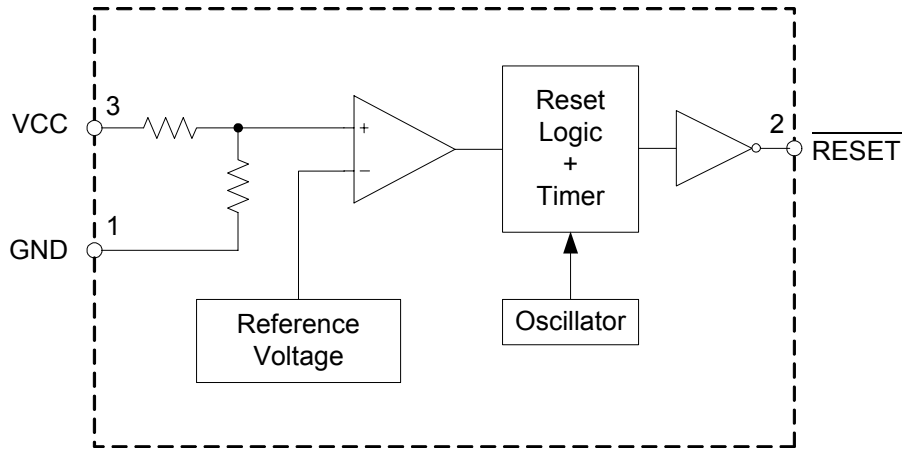 VCC
3
GND
1
+
−
Reference
Voltage
Reset
Logic
+
Timer
Oscillator
2
RESET